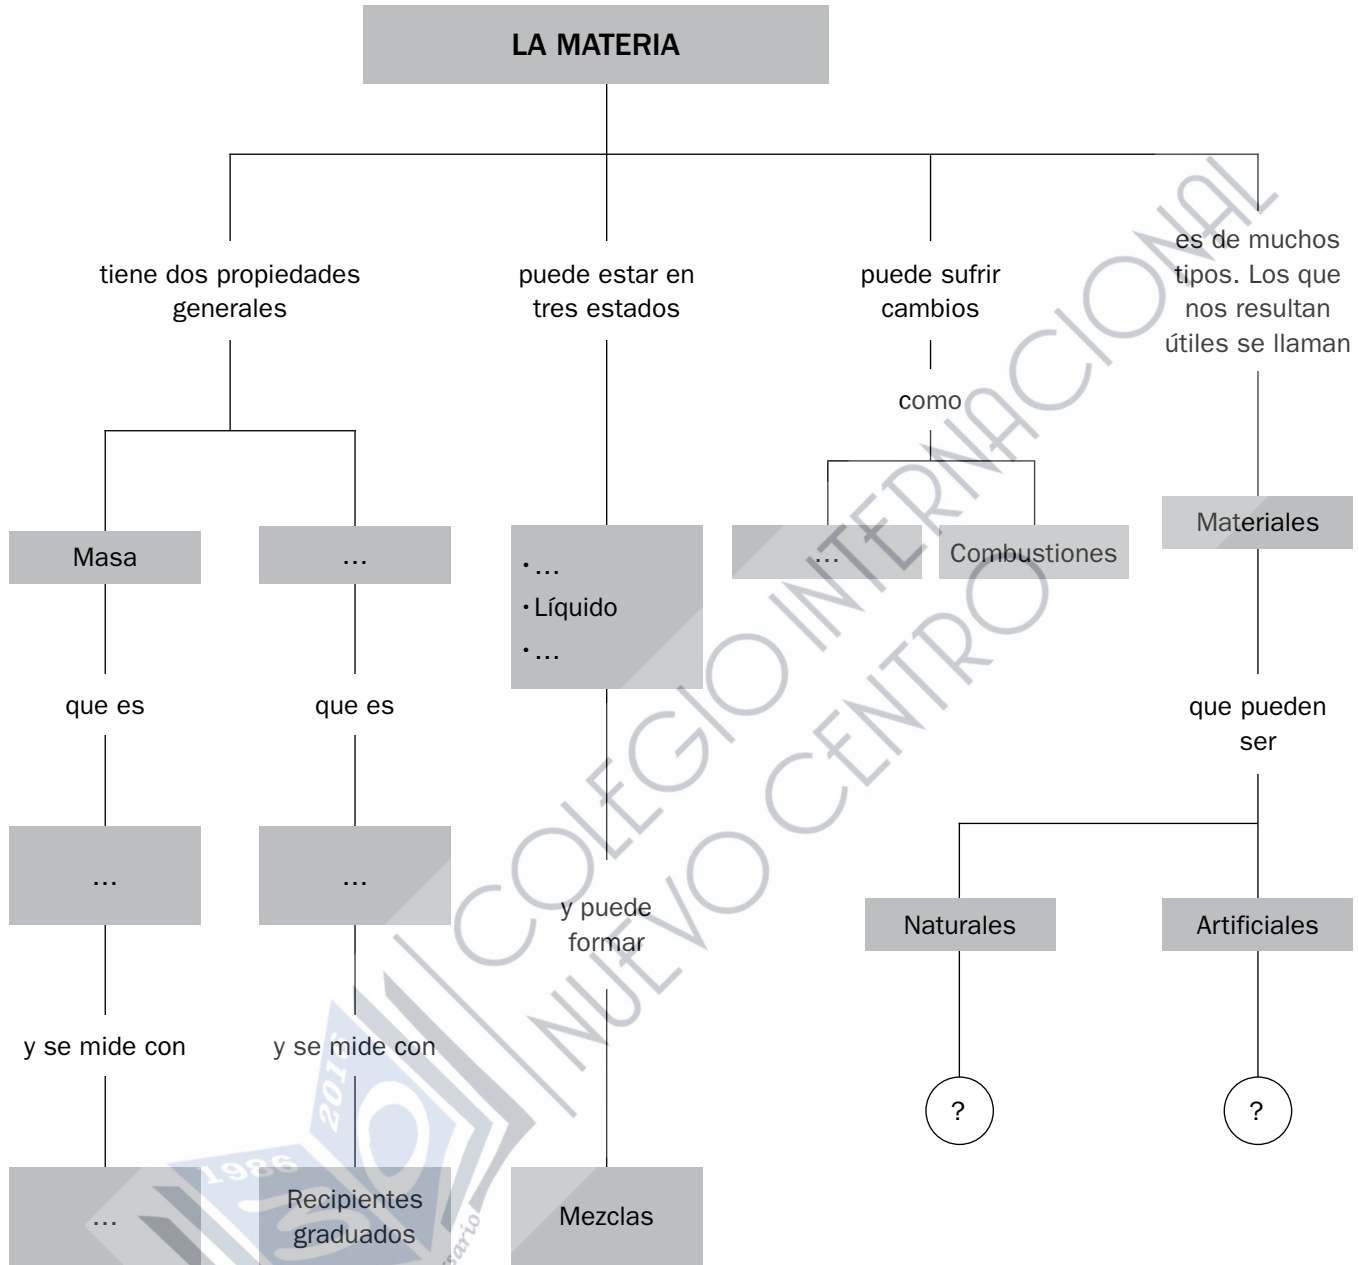 LA MATERIA
tiene dos propiedades
generales
puede estar en
tres estados
puede sufrir
cambios
es de muchos
tipos. Los que
nos resultan
útiles se llaman
como
Masa
...
· ...
· Líquido
· ...
...
Combustiones
Materiales
que es
que es
que pueden
ser
...
...
y puede
formar
Naturales
Artificiales
y se mide con
y se mide con
?
?
...
Recipientes
graduados
Mezclas
COLEGIO INTERNACIONAL
NUEVO CENTRO
1986
2016